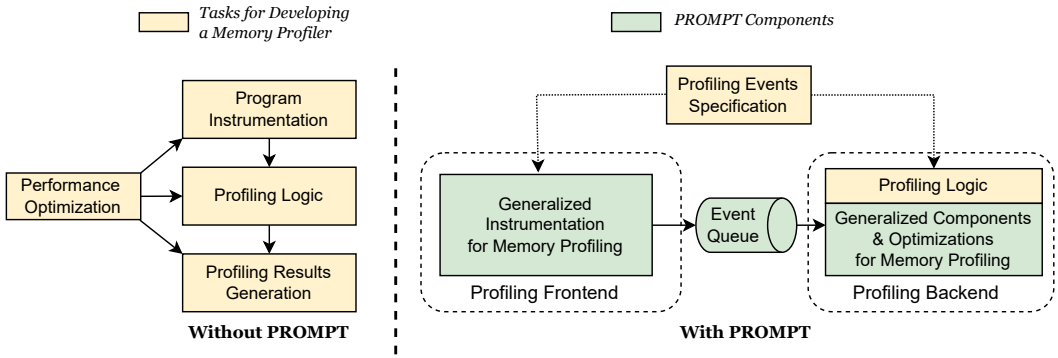 Tasks for Developing
a Memory Profiler
PROMPT Components
Program
Instrumentation
Performance
Optimization
Profiling Logic
Profiling Results
Generation
Without PROMPT
Profiling Events
Specification
Generalized
Instrumentation
for Memory Profiling
Profiling Frontend
Event
Queue
Profiling Logic
Generalized Components
& Optimizations
for Memory Profiling
Profiling Backend
With PROMPT